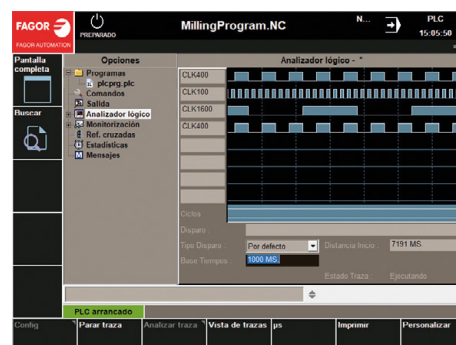 FAGOR
FAGOR AUTOMATION
PREPARADO
MillingProgram.NC
N...
PLC
15:05:50
Pantalla completa
Opciones
Analizador lógico - *
Programas
plcprg.plc
Comandos
Salida
Analizador lógico
Monitorización
Ref. cruzadas
Estadísticas
Mensajes
Buscar
CLK400
CLK100
CLK1600
CLK400
Ciclos
Disparo :
Tipo Disparo :
Por defecto
Distancia Inicio :
7191 MS.
Base Tiempos :
1000 MS.
Estado Traza :
Ejecutando
PLC arrancado
Config
Parar traza
Analizar traza
Vista de trazas
µs
Imprimir
Personalizar